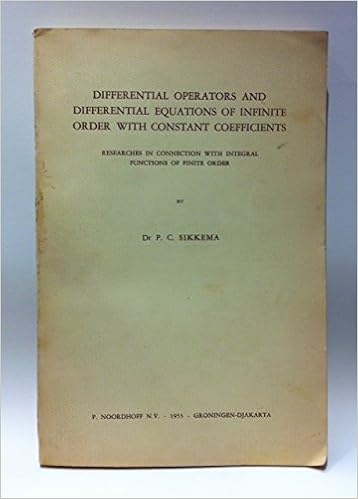 DIFFERENTIAL OPERATORS AND
DIFFERENTIAL EQUATIONS OF INFINITE
ORDER WITH CONSTANT COEFFICIENTS
RESEARCHES IN CONNECTION WITH INTEGRAL
FUNCTIONS OF FINITE ORDER
BY
Dr P. C. SIKKEMA
P. NOORDHOFF N.V. - 1953 - GRONINGEN-DJAKARTA